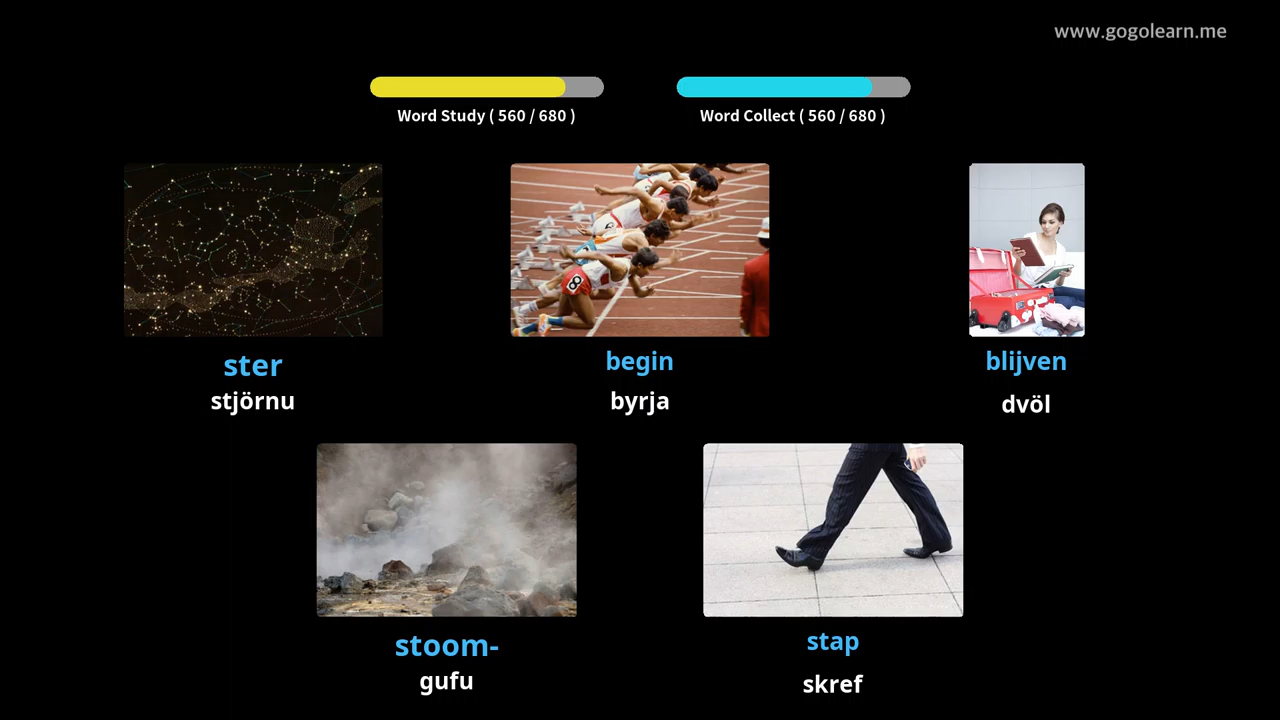 www.gogolearn.me
Word Study ( 560 / 680 )
Word Collect ( 560 / 680 )
ster
stjörnu
begin
byrja
blijven
dvöl
stoom-
gufu
stap
skref